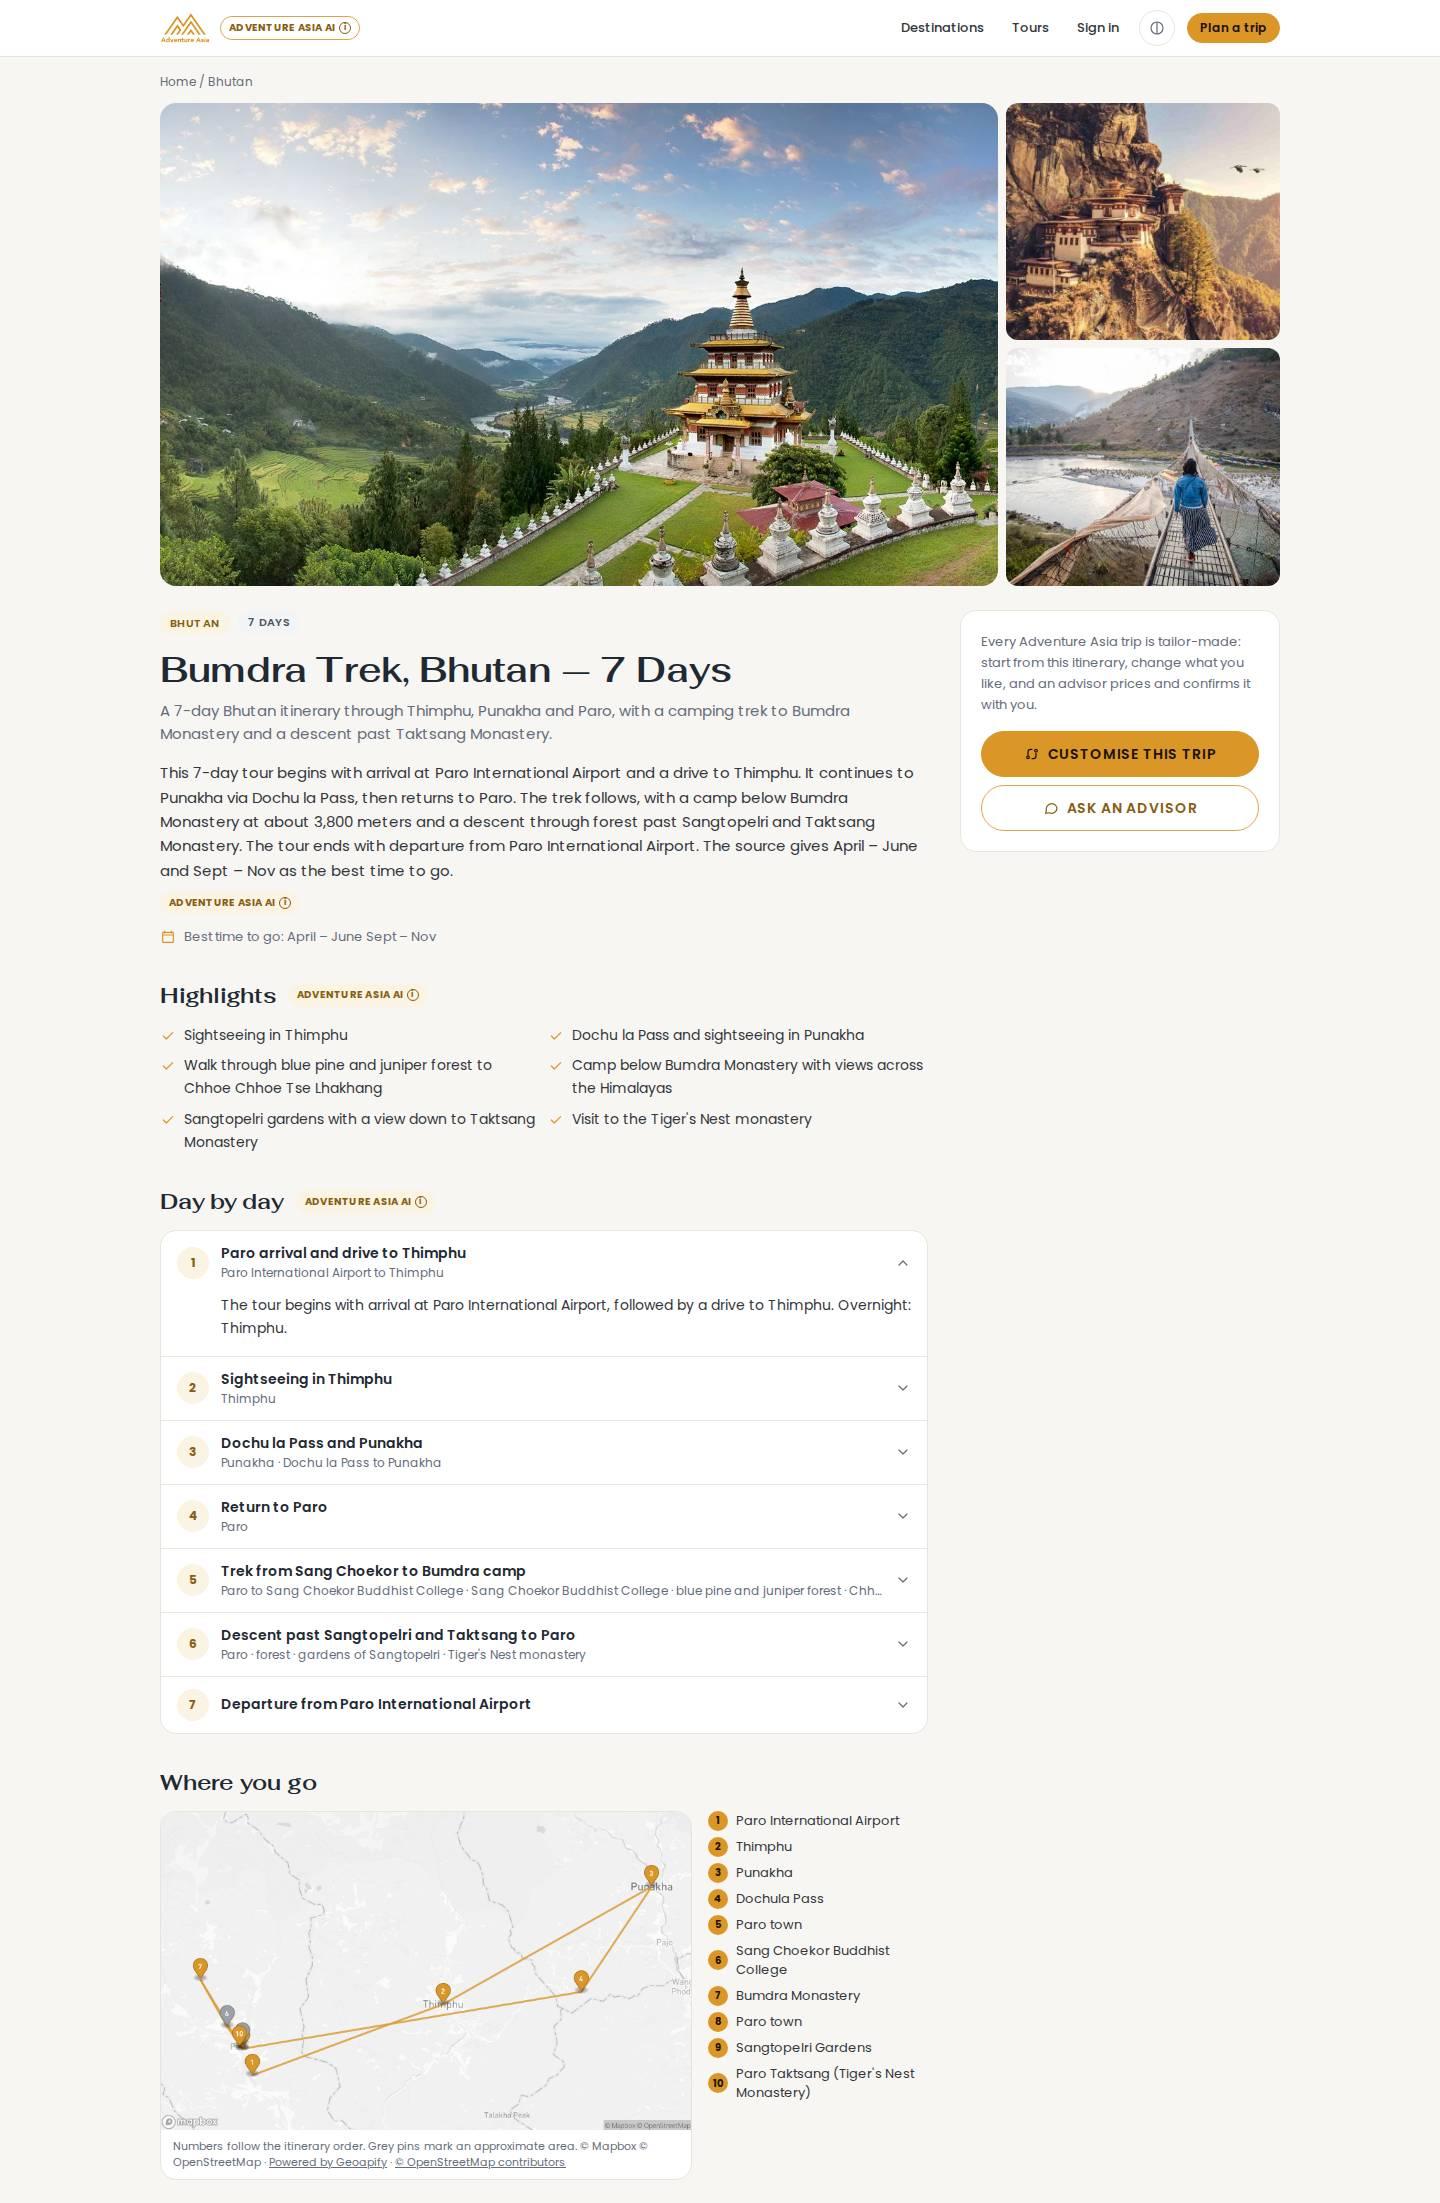 Adventure Asia
ADVENTURE ASIA AI
Destinations
Tours
Sign in
Plan a trip
Home / Bhutan
BHUTAN
7 DAYS
Bumdra Trek, Bhutan – 7 Days
A 7-day Bhutan itinerary through Thimphu, Punakha and Paro, with a camping trek to Bumdra
Monastery and a descent past Taktsang Monastery.
This 7-day tour begins with arrival at Paro International Airport and a drive to Thimphu. It continues to
Punakha via Dochu la Pass, then returns to Paro. The trek follows, with a camp below Bumdra
Monastery at about 3,800 meters and a descent through forest past Sangtopelri and Taktsang
Monastery. The tour ends with departure from Paro International Airport. The source gives April – June
and Sept – Nov as the best time to go.
ADVENTURE ASIA AI
Best time to go: April – June Sept – Nov
Every Adventure Asia trip is tailor-made:
start from this itinerary, change what you
like, and an advisor prices and confirms it
with you.
CUSTOMISE THIS TRIP
ASK AN ADVISOR
Highlights
ADVENTURE ASIA AI
Sightseeing in Thimphu
Dochu la Pass and sightseeing in Punakha
Walk through blue pine and juniper forest to
Chhoe Chhoe Tse Lhakhang
Camp below Bumdra Monastery with views across
the Himalayas
Sangtopelri gardens with a view down to Taktsang
Monastery
Visit to the Tiger's Nest monastery
Day by day
ADVENTURE ASIA AI
1
Paro arrival and drive to Thimphu
Paro International Airport to Thimphu
The tour begins with arrival at Paro International Airport, followed by a drive to Thimphu. Overnight:
Thimphu.
2
Sightseeing in Thimphu
Thimphu
3
Dochu la Pass and Punakha
Punakha · Dochu la Pass to Punakha
4
Return to Paro
Paro
5
Trek from Sang Choekor to Bumdra camp
Paro to Sang Choekor Buddhist College · Sang Choekor Buddhist College · blue pine and juniper forest · Chh…
6
Descent past Sangtopelri and Taktsang to Paro
Paro · forest · gardens of Sangtopelri · Tiger's Nest monastery
7
Departure from Paro International Airport
Where you go
3
Punakha
Paje
7
4
2
Thimphu
6
10
1
Talakha Peak
mapbox
© Mapbox © OpenStreetMap
Numbers follow the itinerary order. Grey pins mark an approximate area. © Mapbox ©
OpenStreetMap · Powered by Geoapify · © OpenStreetMap contributors
1 Paro International Airport
2 Thimphu
3 Punakha
4 Dochula Pass
5 Paro town
6 Sang Choekor Buddhist
College
7 Bumdra Monastery
8 Paro town
9 Sangtopelri Gardens
10 Paro Taktsang (Tiger's Nest
Monastery)